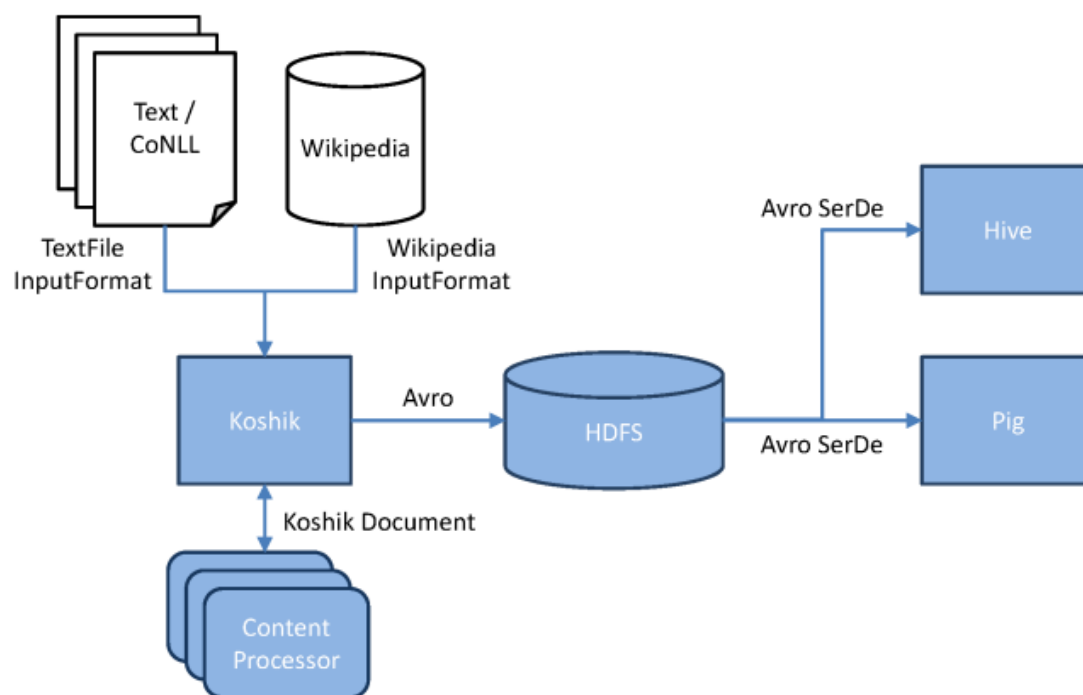 Text /
CoNLL
Wikipedia
TextFile
InputFormat
Wikipedia
InputFormat
Avro SerDe
Hive
Koshik
Avro
HDFS
Avro SerDe
Pig
Koshik Document
Content
Processor